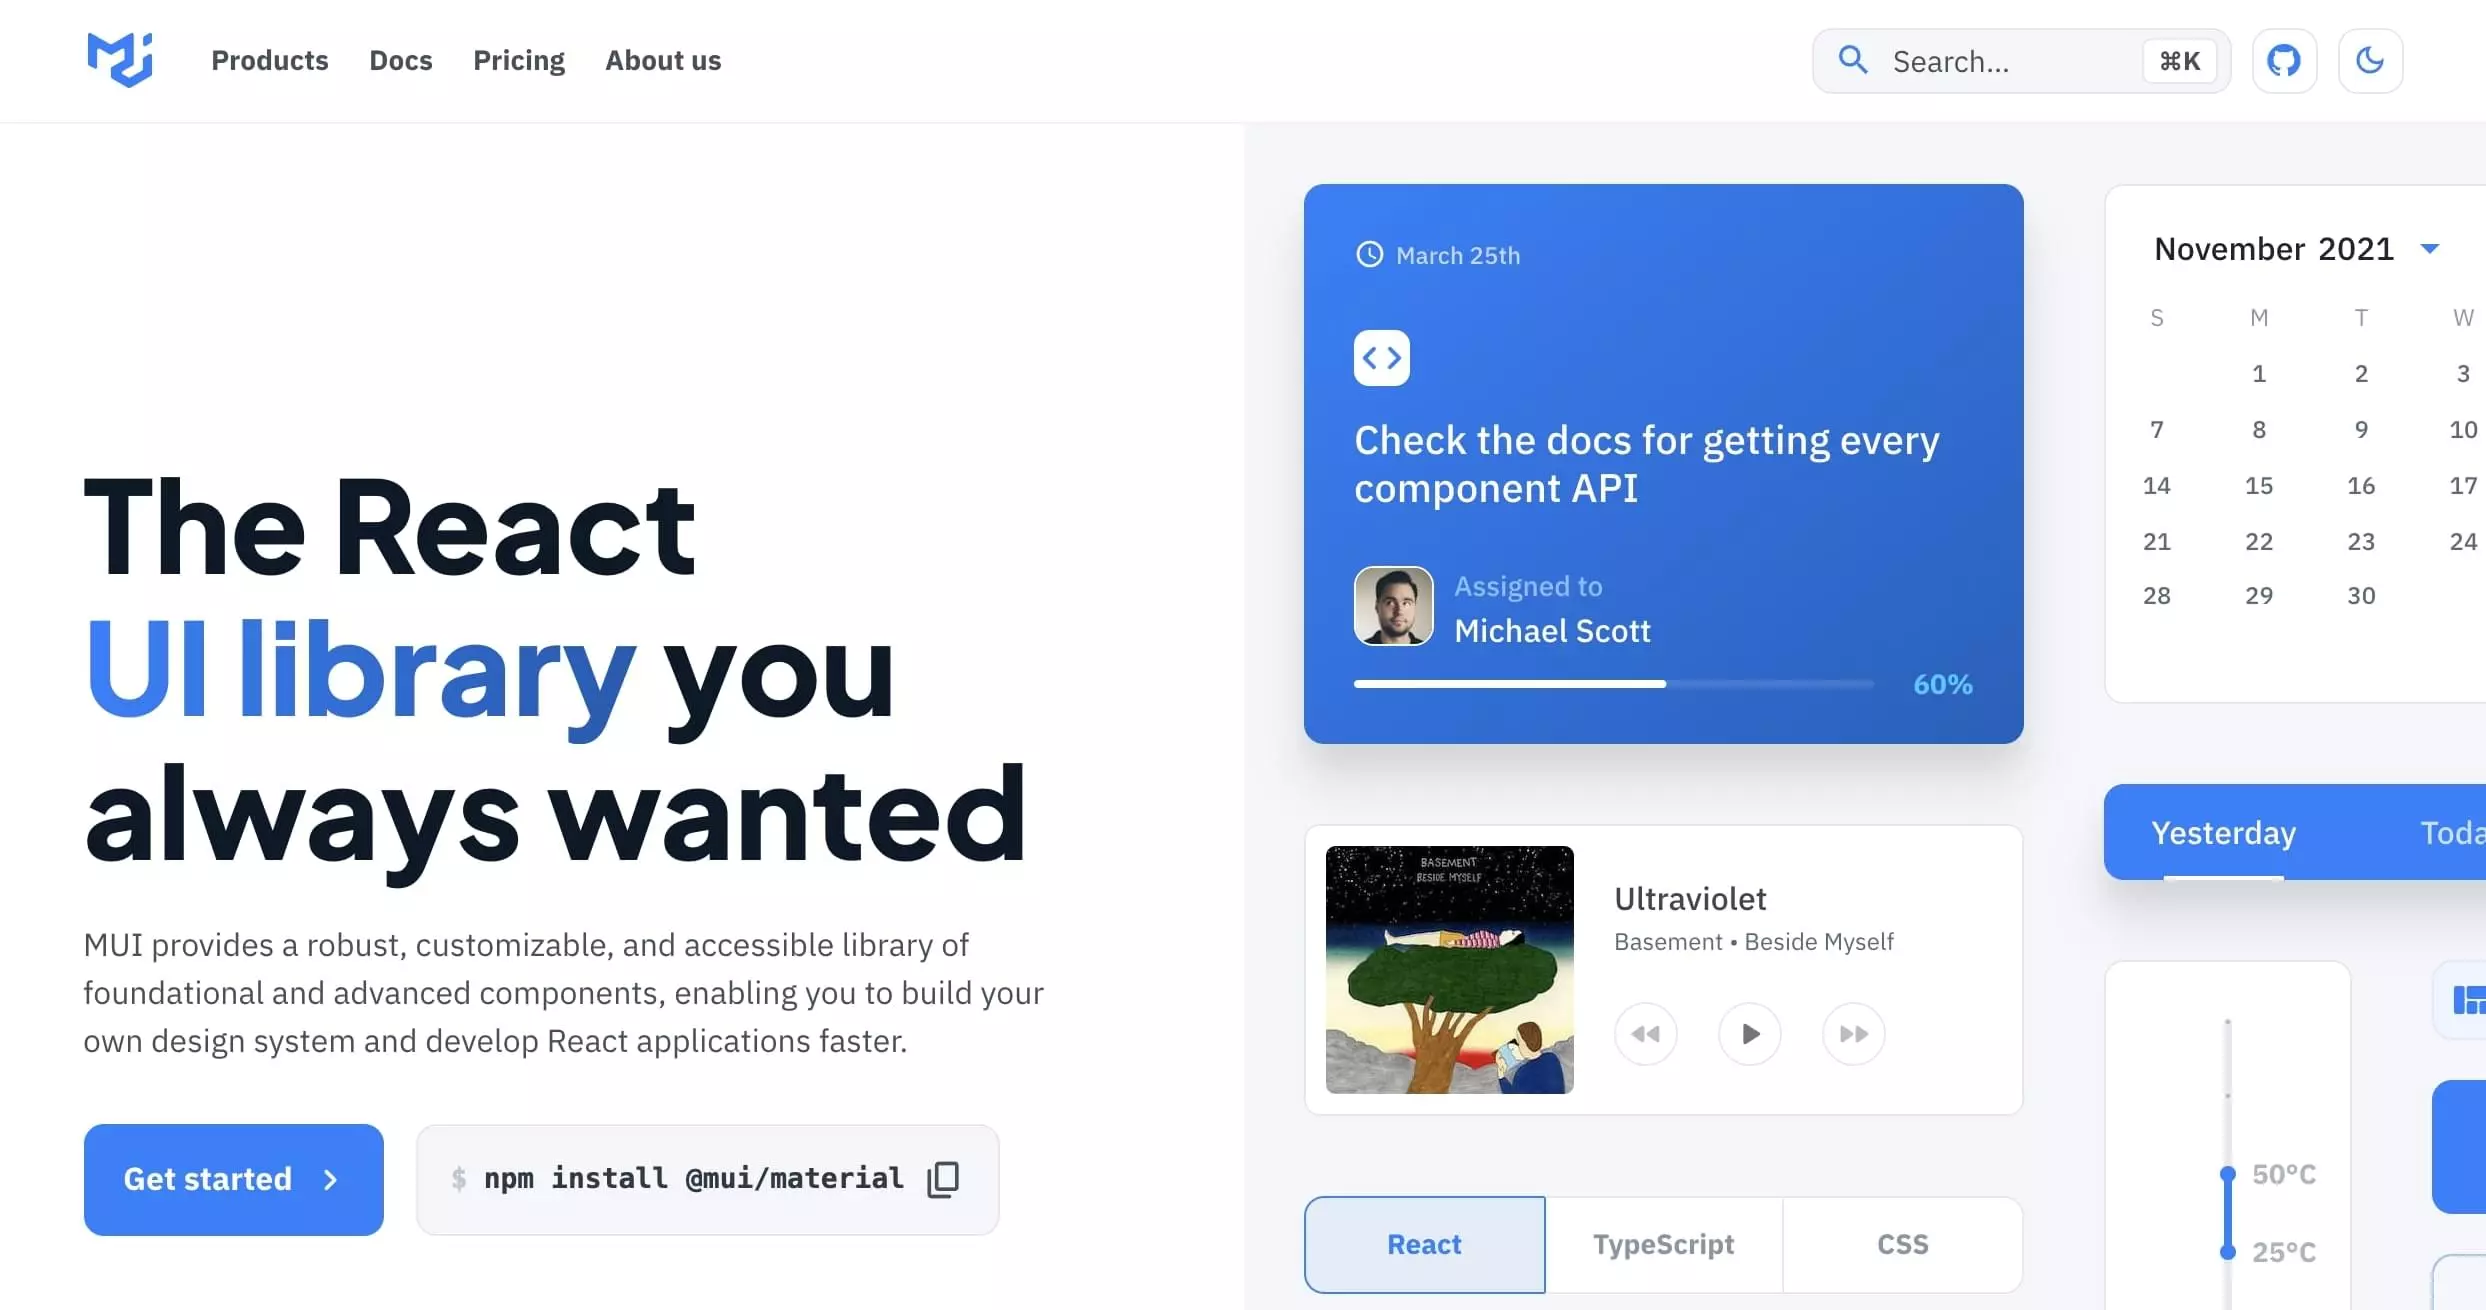 MUI
Products Docs Pricing About us
Search... ⌘K
The React
UI library you
always wanted
MUI provides a robust, customizable, and accessible library of
foundational and advanced components, enabling you to build your
own design system and develop React applications faster.
Get started
$ npm install @mui/material
March 25th
Check the docs for getting every
component API
Assigned to
Michael Scott
60%
BASEMENT
BESIDE MYSELF
Ultraviolet
Basement • Beside Myself
React TypeScript CSS
November 2021
S M T W
1 2 3
7 8 9 10
14 15 16 17
21 22 23 24
28 29 30
Yesterday Toda
50°C
25°C